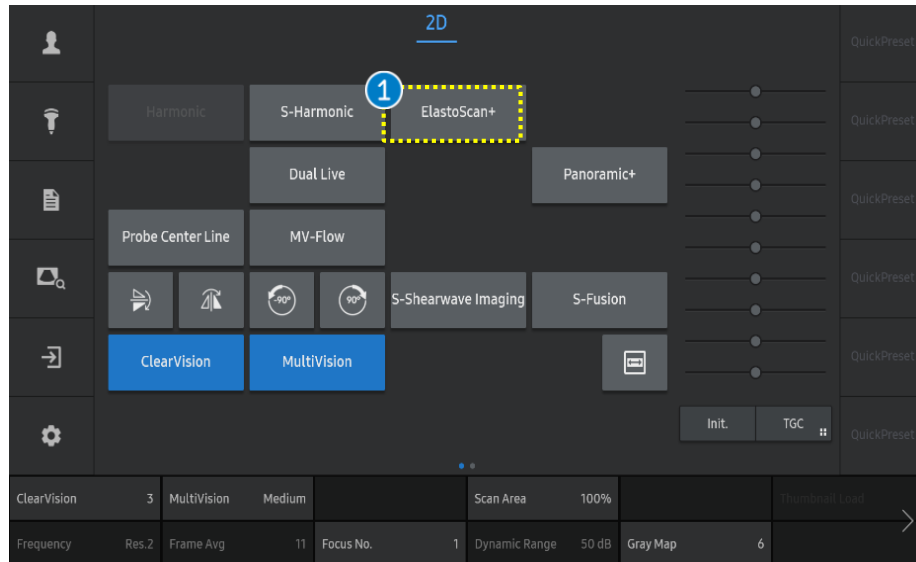 2D
QuickPreset
1
Harmonic
S-Harmonic
ElastoScan+
QuickPreset
Dual Live
Panoramic+
QuickPreset
Probe Center Line
MV-Flow
-90°
90°
S-Shearwave Imaging
S-Fusion
QuickPreset
ClearVision
MultiVision
QuickPreset
Init.
TGC
QuickPreset
ClearVision 3
MultiVision Medium
Scan Area 100%
Thumbnail Load
Frequency Res.2
Frame Avg 11
Focus No. 1
Dynamic Range 50 dB
Gray Map 6